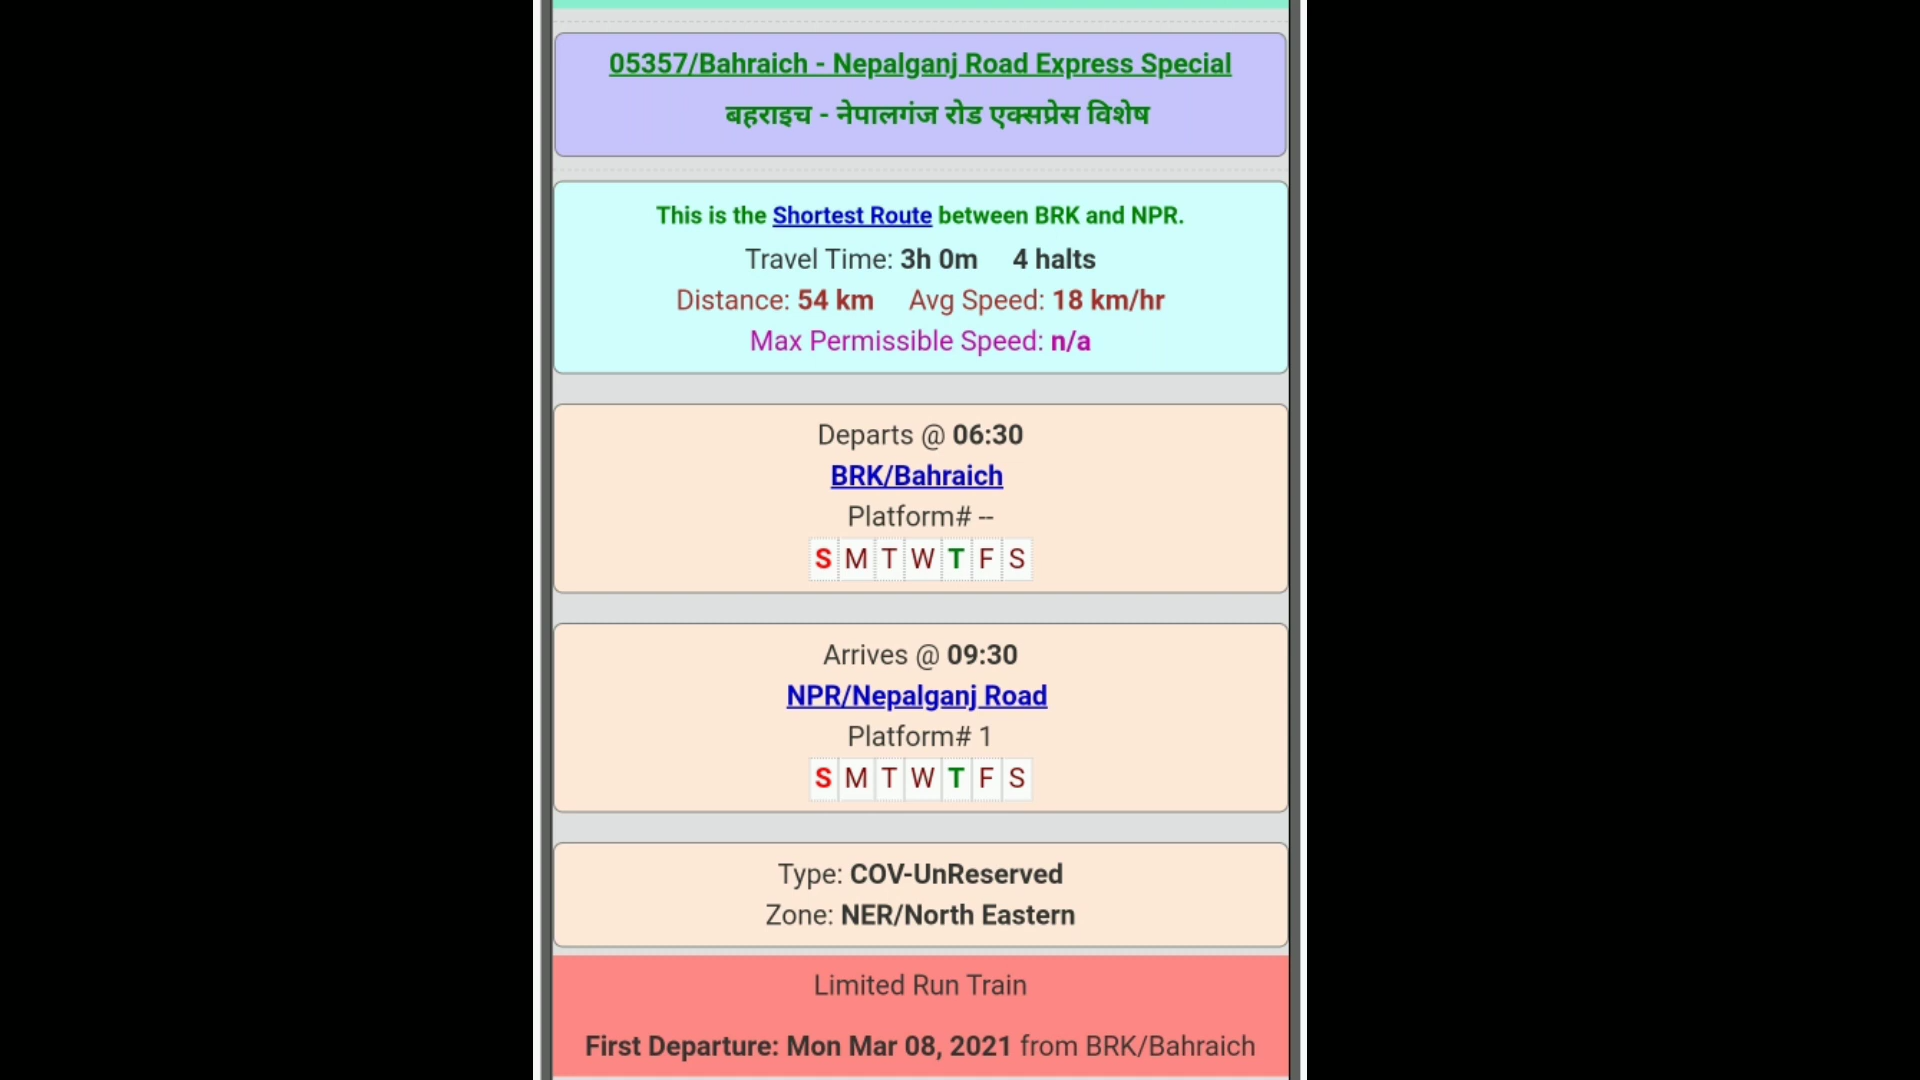 05357/Bahraich - Nepalganj Road Express Special
बहराइच - नेपालगंज रोड एक्सप्रेस विशेष
This is the Shortest Route between BRK and NPR.
Travel Time: 3h 0m 4 halts
Distance: 54 km Avg Speed: 18 km/hr
Max Permissible Speed: n/a
Departs @ 06:30
BRK/Bahraich
Platform# --
S M T W T F S
Arrives @ 09:30
NPR/Nepalganj Road
Platform# 1
S M T W T F S
Type: COV-UnReserved
Zone: NER/North Eastern
Limited Run Train
First Departure: Mon Mar 08, 2021 from BRK/Bahraich